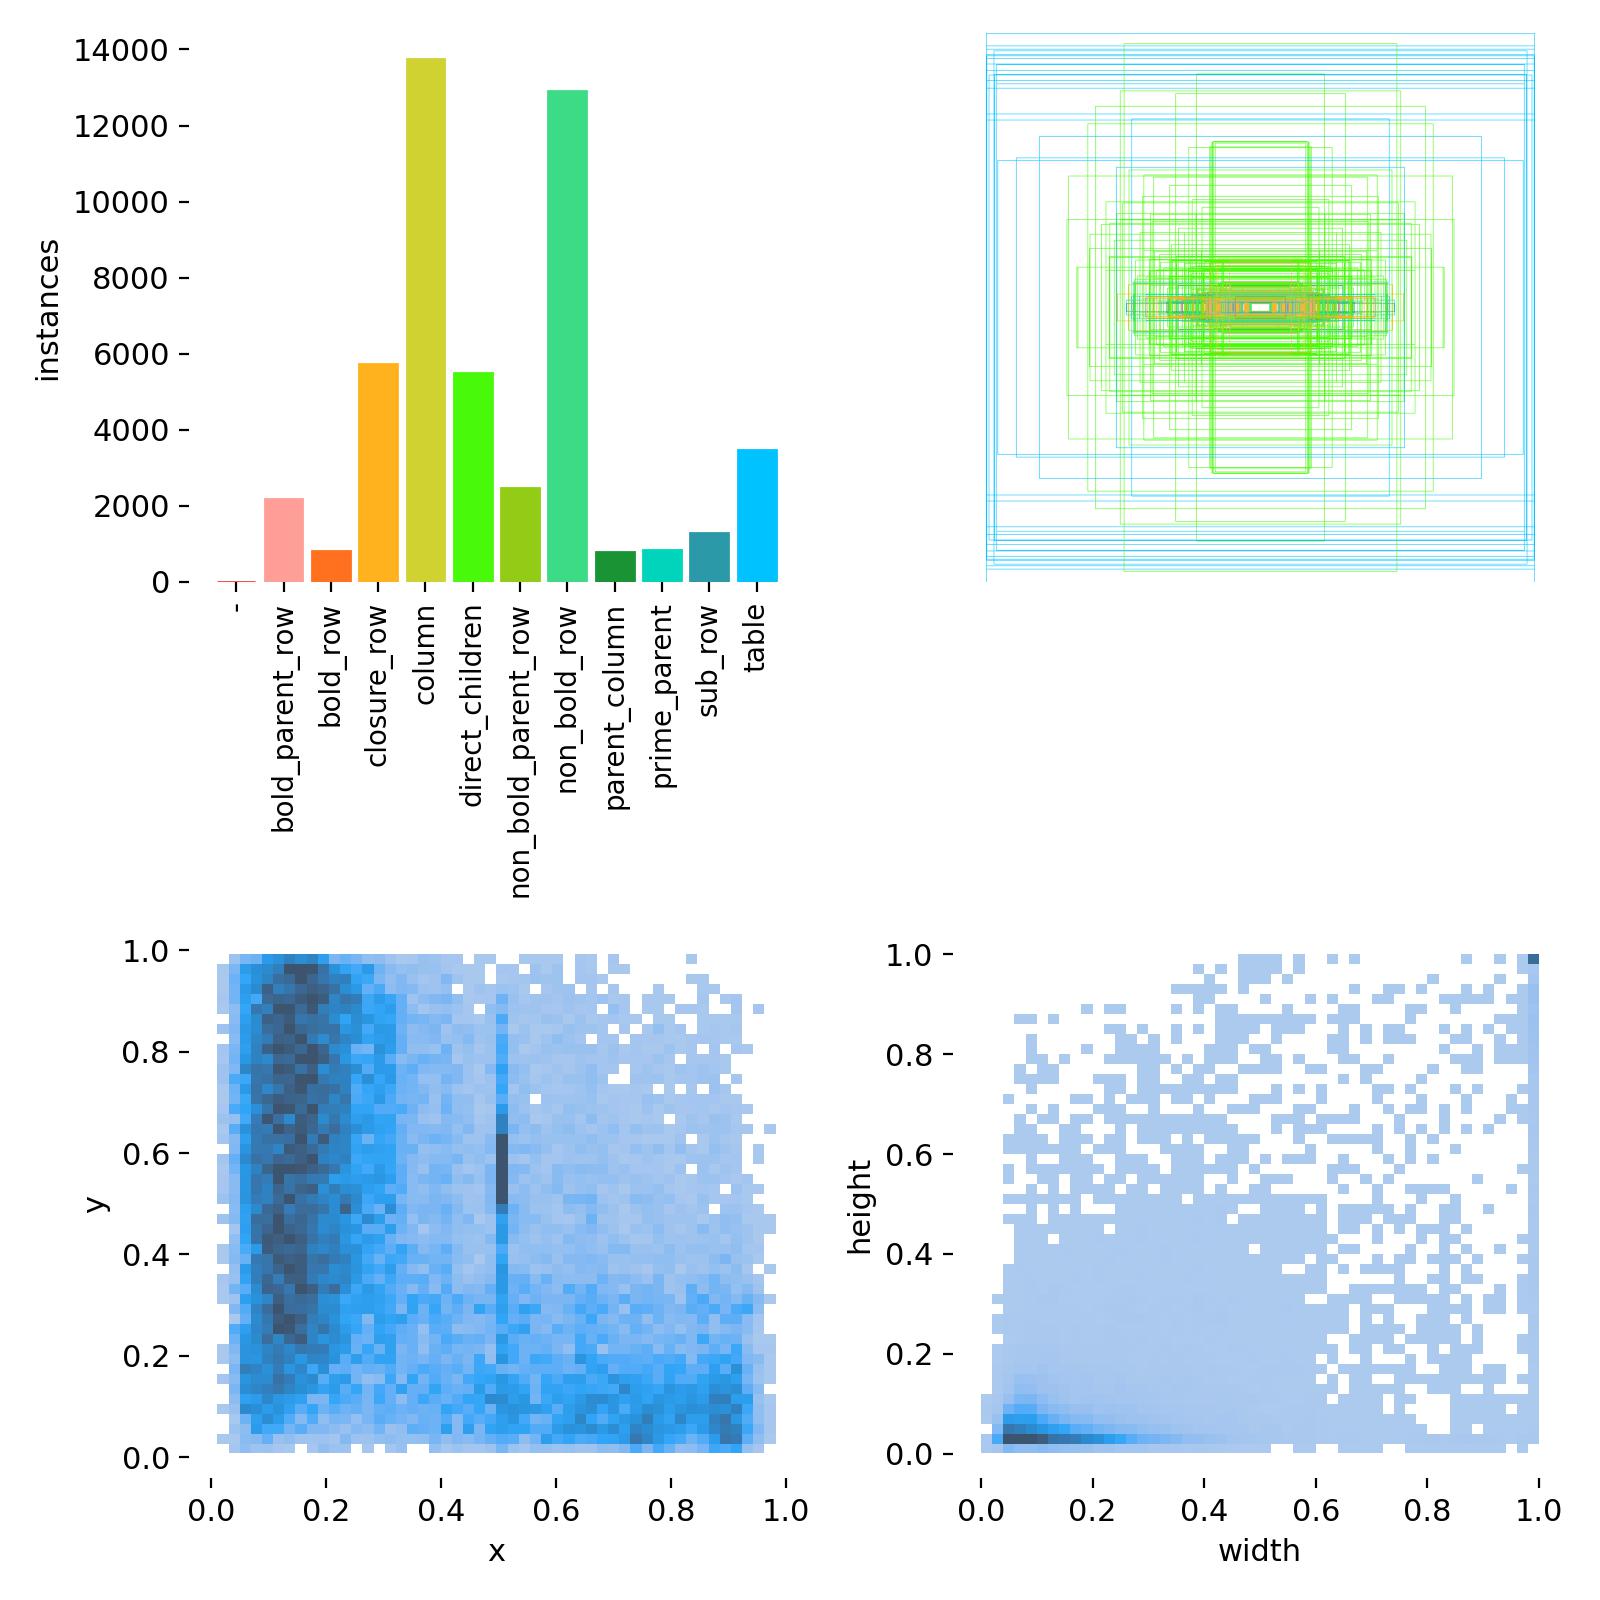 14000
12000
10000
8000
6000
4000
2000
0
instances
-
bold_parent_row
bold_row
closure_row
column
direct_children
non_bold_parent_row
non_bold_row
parent_column
prime_parent
sub_row
table
1.0
0.8
0.6
0.4
0.2
0.0
y
0.0 0.2 0.4 0.6 0.8 1.0
x
1.0
0.8
0.6
0.4
0.2
0.0
height
0.0 0.2 0.4 0.6 0.8 1.0
width